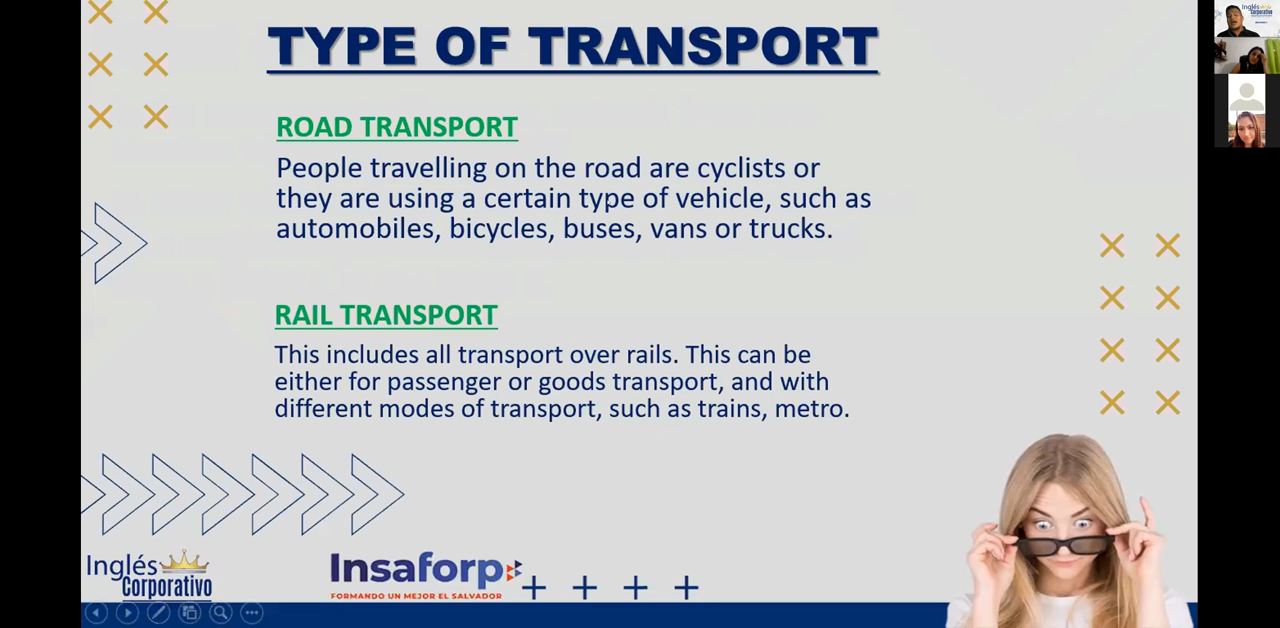 TYPE OF TRANSPORT
ROAD TRANSPORT
People travelling on the road are cyclists or
they are using a certain type of vehicle, such as
automobiles, bicycles, buses, vans or trucks.
RAIL TRANSPORT
This includes all transport over rails. This can be
either for passenger or goods transport, and with
different modes of transport, such as trains, metro.
Inglés
Corporativo
Insaforp
FORMANDO UN MEJOR EL SALVADOR
Inglés
Corporativo